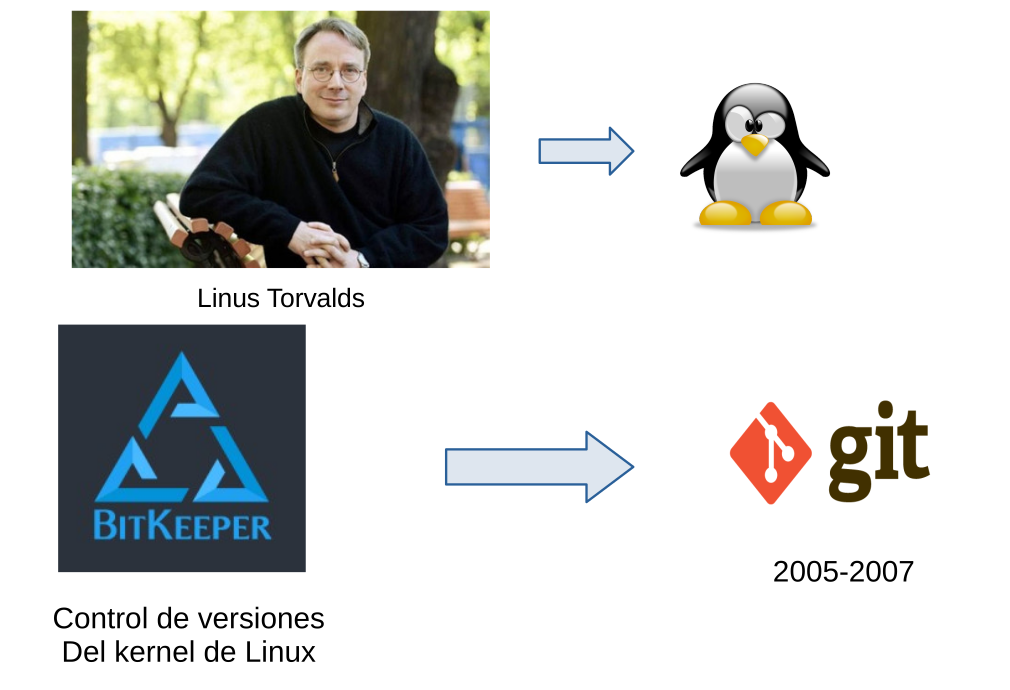 Linus Torvalds
BITKEEPER
git
2005-2007
Control de versiones
Del kernel de Linux